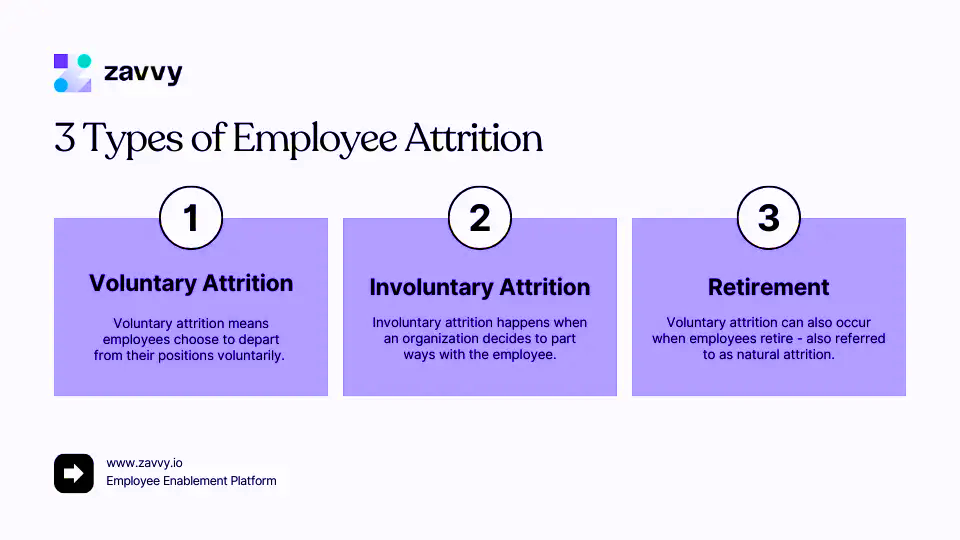 zavvy
3 Types of Employee Attrition
1
Voluntary Attrition
Voluntary attrition means
employees choose to depart
from their positions voluntarily.
2
Involuntary Attrition
Involuntary attrition happens when
an organization decides to part
ways with the employee.
3
Retirement
Voluntary attrition can also occur
when employees retire - also referred
to as natural attrition.
www.zavvy.io
Employee Enablement Platform